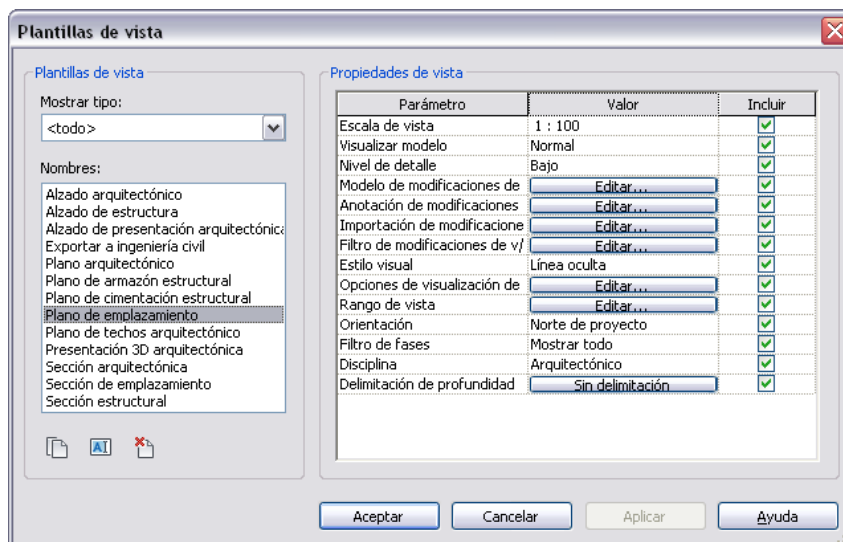 Plantillas de vista
Plantillas de vista
Mostrar tipo:
<todo>
Nombres:
Alzado arquitectónico
Alzado de estructura
Alzado de presentación arquitectónica
Exportar a ingeniería civil
Plano arquitectónico
Plano de armazón estructural
Plano de cimentación estructural
Plano de emplazamiento
Plano de techos arquitectónico
Presentación 3D arquitectónica
Sección arquitectónica
Sección de emplazamiento
Sección estructural
AI
Propiedades de vista
Parámetro Valor Incluir
Escala de vista 1 : 100
Visualizar modelo Normal
Nivel de detalle Bajo
Modelo de modificaciones de Editar...
Anotación de modificaciones Editar...
Importación de modificacione Editar...
Filtro de modificaciones de v/ Editar...
Estilo visual Línea oculta
Opciones de visualización de Editar...
Rango de vista Editar...
Orientación Norte de proyecto
Filtro de fases Mostrar todo
Disciplina Arquitectónico
Delimitación de profundidad Sin delimitación
Aceptar Cancelar Aplicar Ayuda